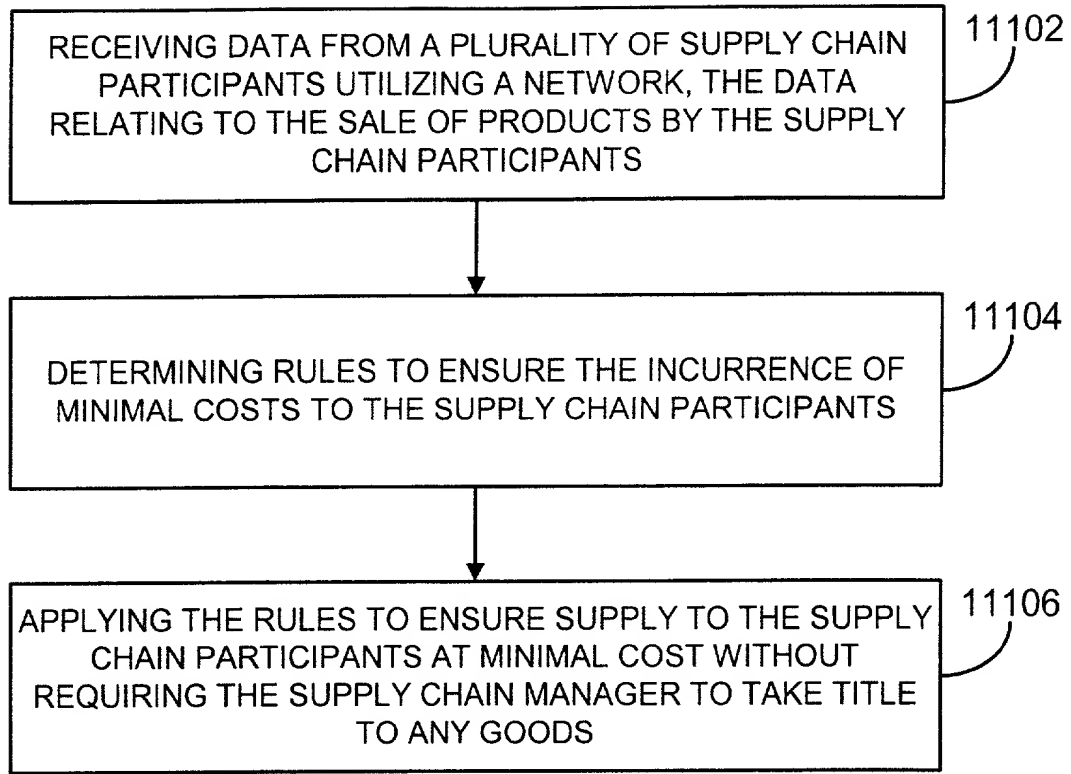 RECEIVING DATA FROM A PLURALITY OF SUPPLY CHAIN
PARTICIPANTS UTILIZING A NETWORK, THE DATA
RELATING TO THE SALE OF PRODUCTS BY THE SUPPLY
CHAIN PARTICIPANTS
11102
DETERMINING RULES TO ENSURE THE INCURRENCE OF
MINIMAL COSTS TO THE SUPPLY CHAIN PARTICIPANTS
11104
APPLYING THE RULES TO ENSURE SUPPLY TO THE SUPPLY
CHAIN PARTICIPANTS AT MINIMAL COST WITHOUT
REQUIRING THE SUPPLY CHAIN MANAGER TO TAKE TITLE
TO ANY GOODS
11106